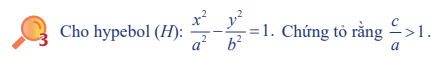 3 Cho hypebol (H): x²/a² − y²/b² = 1. Chứng tỏ rằng c/a > 1.